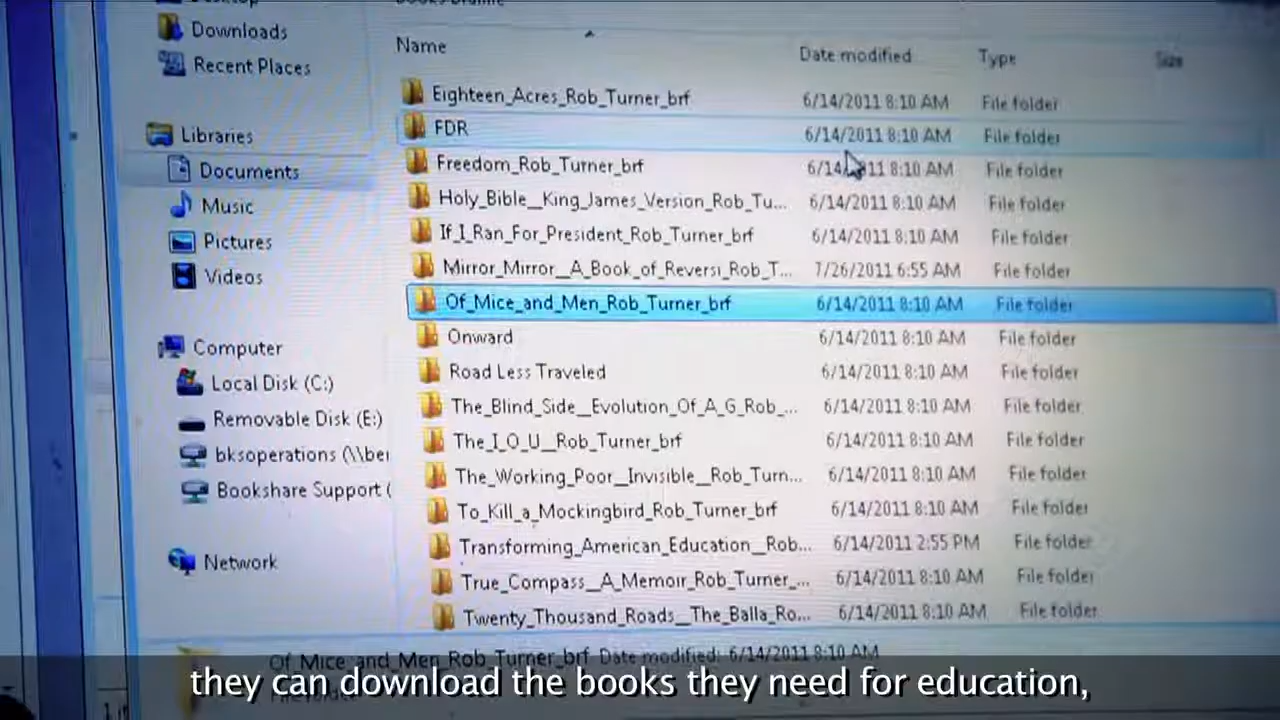 Downloads
Recent Places
Libraries
Documents
Music
Pictures
Videos
Computer
Local Disk (C:)
Removable Disk (E:)
bksoperations (\\be
Bookshare Support (
Network
Name Date modified Type Size
Eighteen_Acres_Rob_Turner_brf 6/14/2011 8:10 AM File folder
FDR 6/14/2011 8:10 AM File folder
Freedom_Rob_Turner_brf 6/14/2011 8:10 AM File folder
Holy_Bible__King_James_Version_Rob_Tu... 6/14/2011 8:10 AM File folder
If_I_Ran_For_President_Rob_Turner_brf 6/14/2011 8:10 AM File folder
Mirror_Mirror__A_Book_of_Reversi_Rob_T... 7/26/2011 6:55 AM File folder
Of_Mice_and_Men_Rob_Turner_brf 6/14/2011 8:10 AM File folder
Onward 6/14/2011 8:10 AM File folder
Road Less Traveled 6/14/2011 8:10 AM File folder
The_Blind_Side__Evolution_Of_A_G_Rob_... 6/14/2011 8:10 AM File folder
The_I_O_U__Rob_Turner_brf 6/14/2011 8:10 AM File folder
The_Working_Poor__Invisible__Rob_Turn... 6/14/2011 8:10 AM File folder
To_Kill_a_Mockingbird_Rob_Turner_brf 6/14/2011 8:10 AM File folder
Transforming_American_Education__Rob... 6/14/2011 2:55 PM File folder
True_Compass__A_Memoir_Rob_Turner_... 6/14/2011 8:10 AM File folder
Twenty_Thousand_Roads__The_Balla_Ro... 6/14/2011 8:10 AM File folder
Of_Mice_and_Men_Rob_Turner_brf Date modified: 6/14/2011 8:10 AM
they can download the books they need for education,